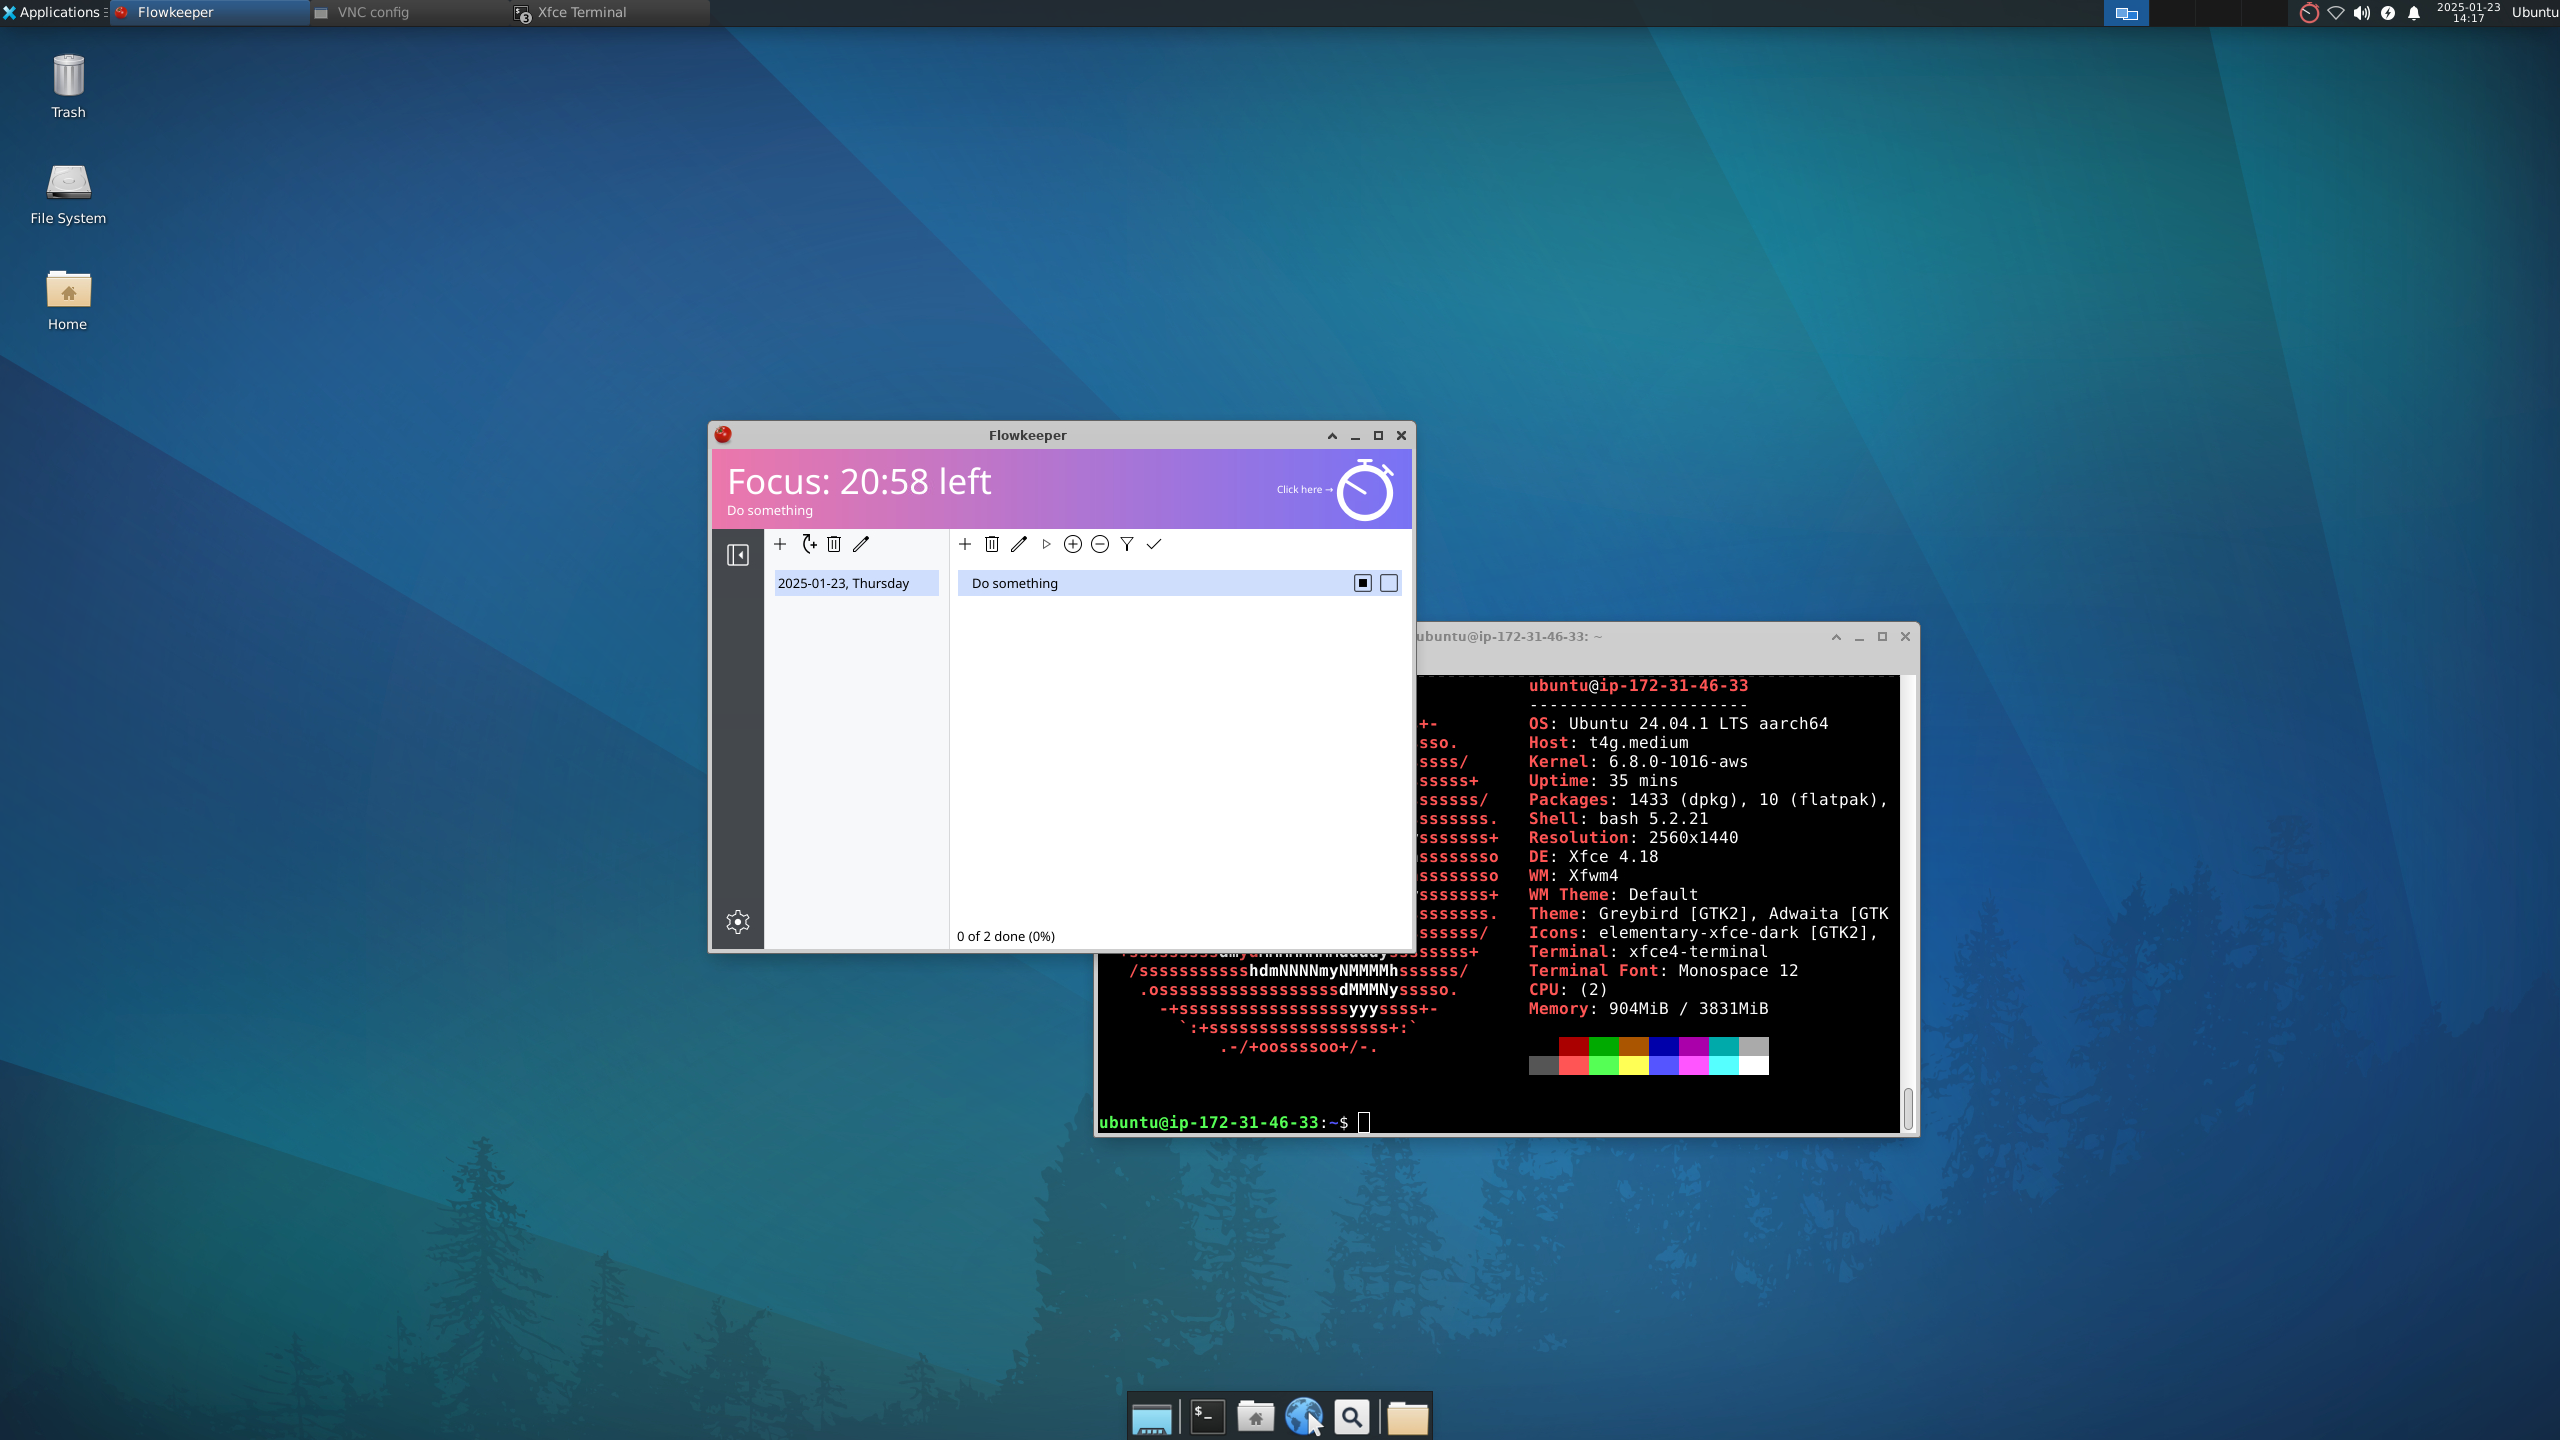 Applications
Flowkeeper
VNC config
3
Xfce Terminal
2025-01-23
14:17
Ubuntu
Trash
File System
Home
Flowkeeper
Focus: 20:58 left
Do something
Click here →
2025-01-23, Thursday
Do something
0 of 2 done (0%)
ubuntu@ip-172-31-46-33: ~
ubuntu@ip-172-31-46-33
----------------------
+- OS: Ubuntu 24.04.1 LTS aarch64
sso. Host: t4g.medium
ssss/ Kernel: 6.8.0-1016-aws
sssss+ Uptime: 35 mins
ssssss/ Packages: 1433 (dpkg), 10 (flatpak),
sssssss. Shell: bash 5.2.21
sssssss+ Resolution: 2560x1440
ssssssso DE: Xfce 4.18
ssssssso WM: Xfwm4
sssssss+ WM Theme: Default
sssssss. Theme: Greybird [GTK2], Adwaita [GTK
ssssss/ Icons: elementary-xfce-dark [GTK2],
ssssss+ Terminal: xfce4-terminal
/ssssssssssshdmNNNNmyNMMMMhssssss/ Terminal Font: Monospace 12
.ossssssssssssssssssdMMMNysssso. CPU: (2)
-+sssssssssssssssssyyyssss+- Memory: 904MiB / 3831MiB
`:+ssssssssssssssssss+:`
.-/+oossssoo+/-.
ubuntu@ip-172-31-46-33:~$
$_